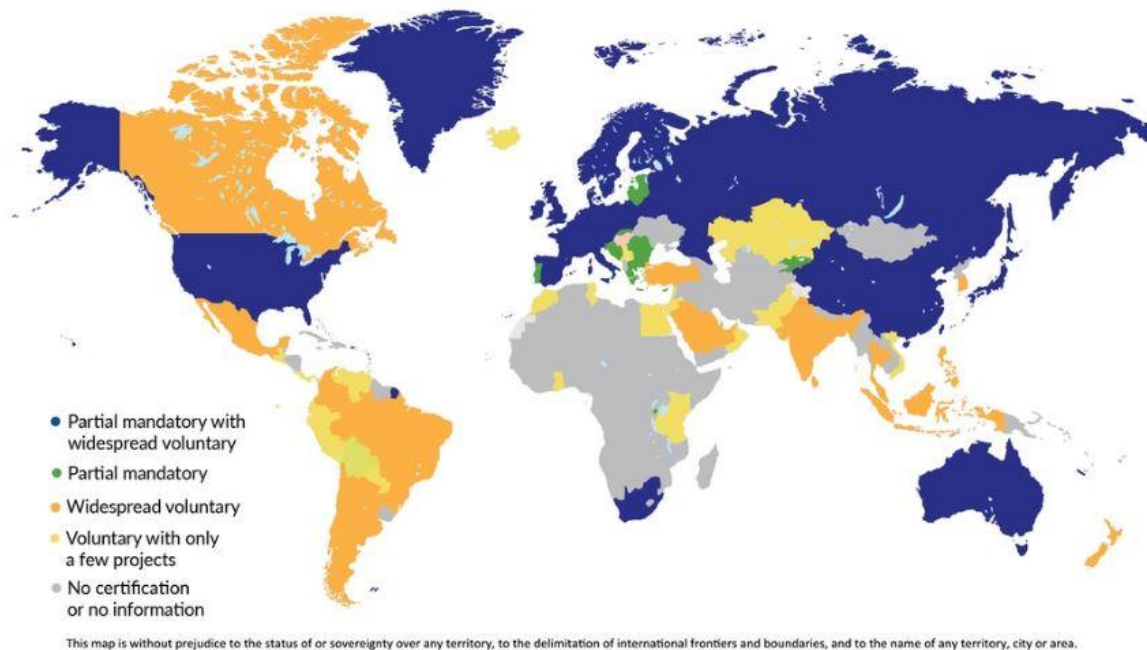 Partial mandatory with
widespread voluntary
Partial mandatory
Widespread voluntary
Voluntary with only
a few projects
No certification
or no information
This map is without prejudice to the status of or sovereignty over any territory, to the delimitation of international frontiers and boundaries, and to the name of any territory, city or area.